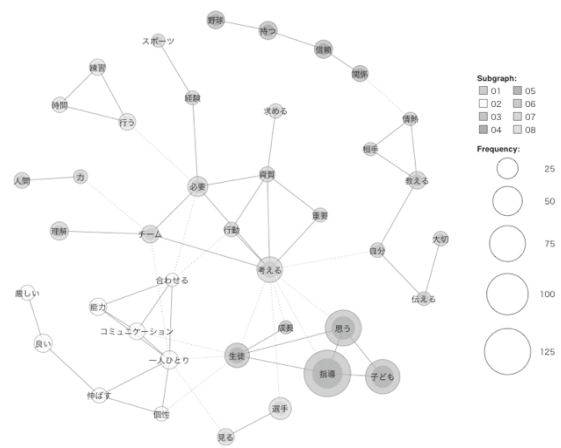 野球
持つ
スポーツ
信頼
練習
関係
経験
時間
求める
情熱
行う
相手
資質
人間
力
必要
教える
重要
理解
チーム
行動
自分
大切
考える
合わせる
厳しい
能力
伝える
コミュニケーション
成長
思う
良い
生徒
一人ひとり
指導
子ども
伸ばす
選手
個性
見る
Subgraph:
01 05
02 06
03 07
04 08
Frequency:
25
50
75
100
125